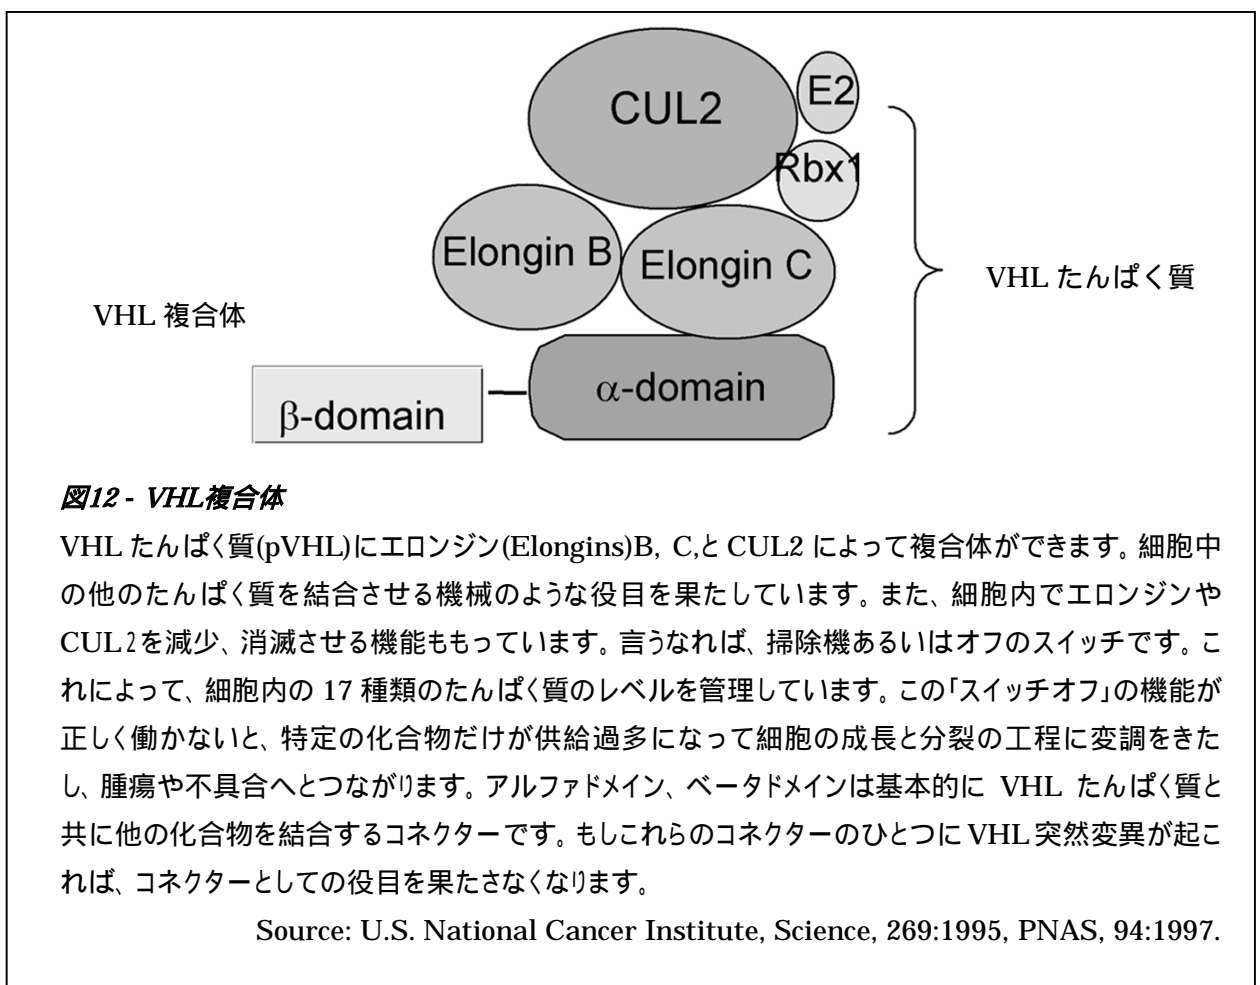 CUL2
E2
Rbx1
Elongin B
Elongin C
VHL たんぱく質
VHL 複合体
α-domain
β-domain
図12 - VHL複合体
VHL たんぱく質(pVHL)にエロンジン(Elongins)B, C,と CUL2 によって複合体ができます。細胞中
の他のたんぱく質を結合させる機械のような役目を果たしています。また、細胞内でエロンジンや
CUL2を減少、消滅させる機能ももっています。言うなれば、掃除機あるいはオフのスイッチです。こ
れによって、細胞内の 17 種類のたんぱく質のレベルを管理しています。この「スイッチオフ」の機能が
正しく働かないと、特定の化合物だけが供給過多になって細胞の成長と分裂の工程に変調をきた
し、腫瘍や不具合へとつながります。アルファドメイン、ベータドメインは基本的に VHL たんぱく質と
共に他の化合物を結合するコネクターです。もしこれらのコネクターのひとつに VHL 突然変異が起こ
れば、コネクターとしての役目を果たさなくなります。
Source: U.S. National Cancer Institute, Science, 269:1995, PNAS, 94:1997.